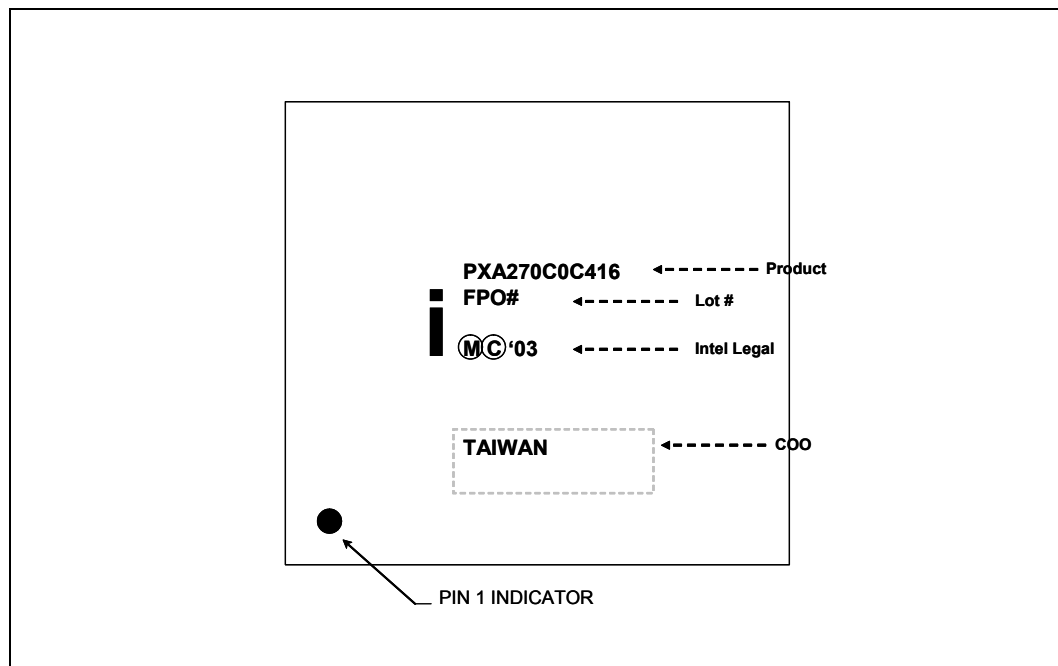 PXA270C0C416 Product
FPO# Lot #
ⓂⒸ ‘03 Intel Legal
TAIWAN COO
PIN 1 INDICATOR